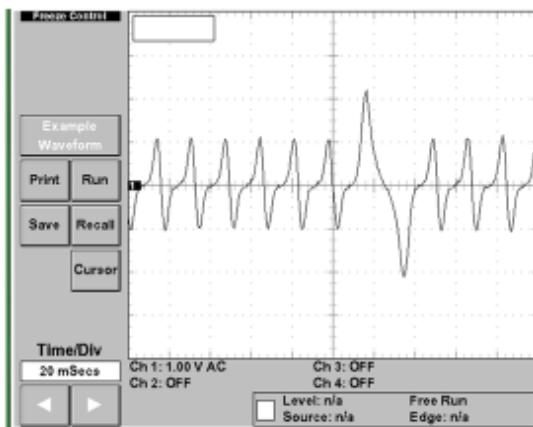 Freeze Control
Example
Waveform
Print
Run
Save
Recall
Cursor
Time/Div
20 mSecs
1
Ch 1: 1.00 V AC
Ch 3: OFF
Ch 2: OFF
Ch 4: OFF
Level: n/a
Free Run
Source: n/a
Edge: n/a